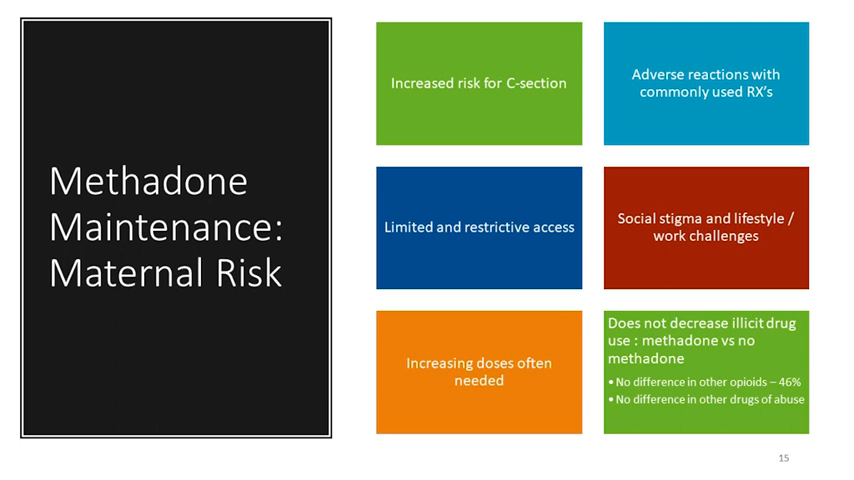 Methadone
Maintenance:
Maternal Risk
Increased risk for C-section
Adverse reactions with
commonly used RX's
Limited and restrictive access
Social stigma and lifestyle /
work challenges
Increasing doses often
needed
Does not decrease illicit drug
use : methadone vs no
methadone
• No difference in other opioids – 46%
• No difference in other drugs of abuse
15